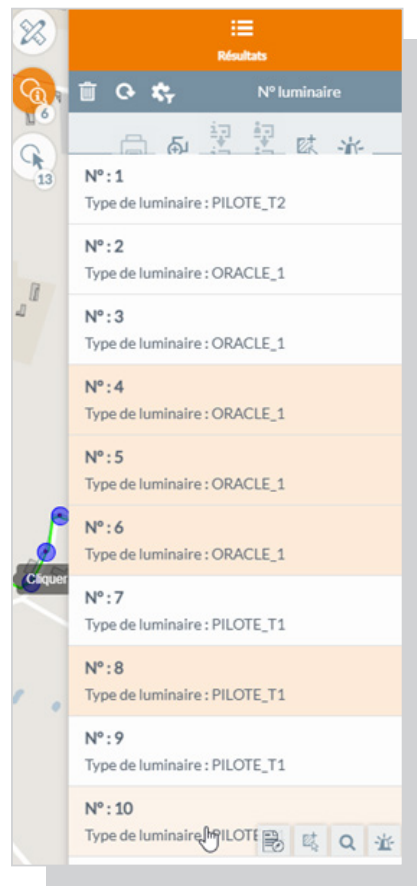 Résultats
N° luminaire
6
13
N° : 1
Type de luminaire : PILOTE_T2
N° : 2
Type de luminaire : ORACLE_1
N° : 3
Type de luminaire : ORACLE_1
N° : 4
Type de luminaire : ORACLE_1
N° : 5
Type de luminaire : ORACLE_1
N° : 6
Type de luminaire : ORACLE_1
Cliquer
N° : 7
Type de luminaire : PILOTE_T1
N° : 8
Type de luminaire : PILOTE_T1
N° : 9
Type de luminaire : PILOTE_T1
N° : 10
Type de luminaire